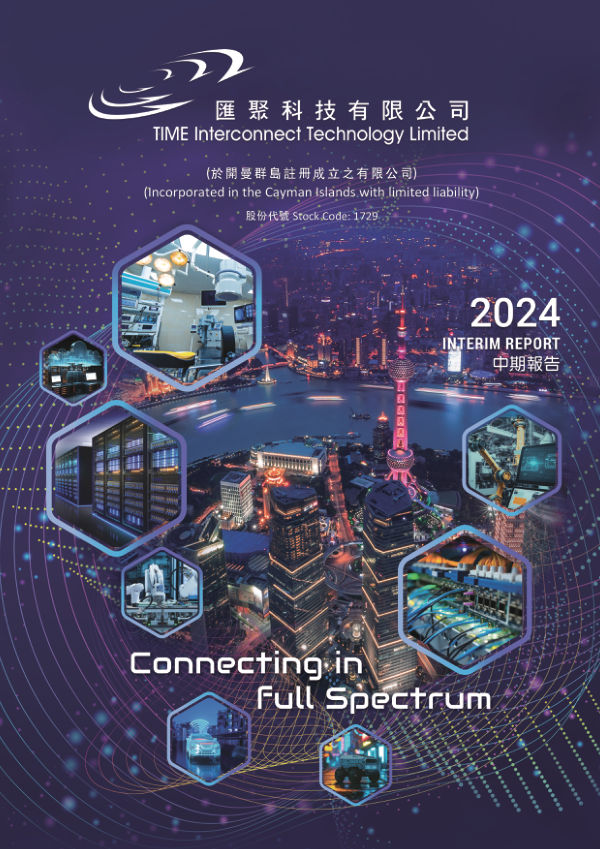 匯聚科技有限公司
TIME Interconnect Technology Limited
(於開曼群島註冊成立之有限公司)
(Incorporated in the Cayman Islands with limited liability)
股份代號 Stock Code: 1729
2024
INTERIM REPORT
中期報告
Connecting in
Full Spectrum